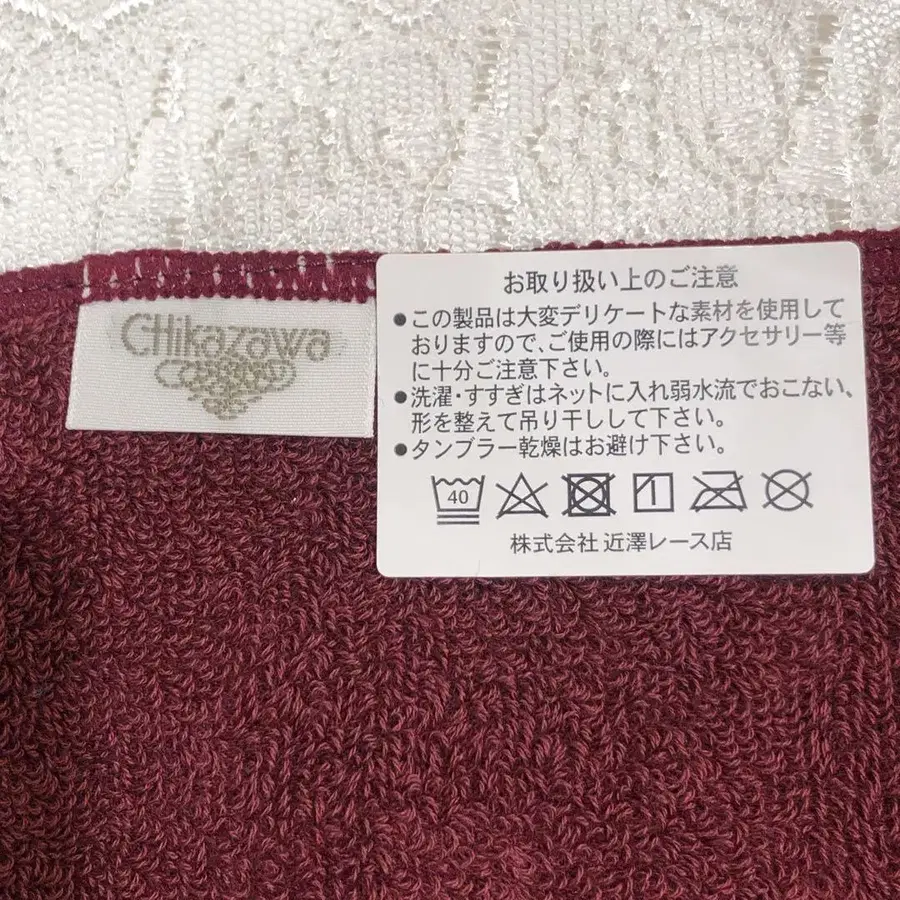 CHikazawa
お取り扱い上のご注意
●この製品は大変デリケートな素材を使用して
おりますので、ご使用の際にはアクセサリー等
に十分ご注意下さい。
●洗濯・すすぎはネットに入れ弱水流でおこない、
形を整えて吊り干しして下さい。
●タンブラー乾燥はお避け下さい。
40
株式会社 近澤レース店